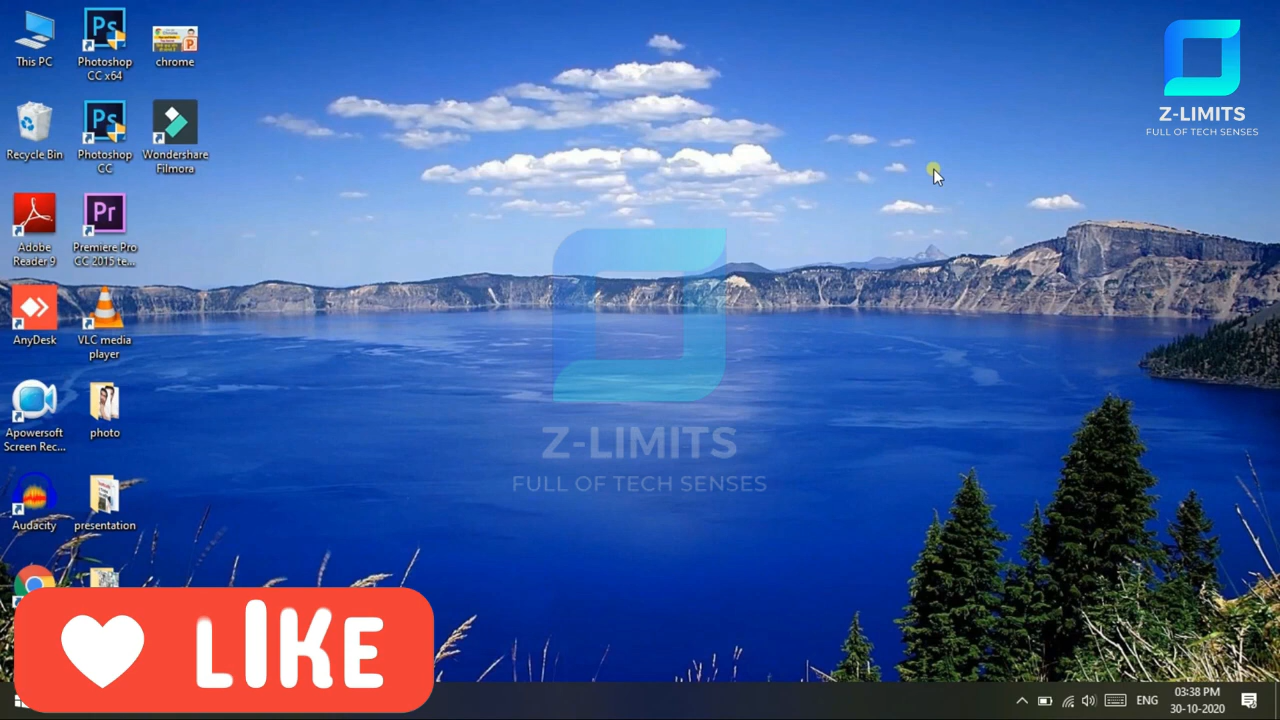 This PC
Photoshop
CC x64
chrome
Recycle Bin
Photoshop
CC
Wondershare
Filmora
Adobe
Reader 9
Premiere Pro
CC 2015 te...
AnyDesk
VLC media
player
Apowersoft
Screen Rec...
photo
Audacity
presentation
Z-LIMITS
FULL OF TECH SENSES
Z-LIMITS
FULL OF TECH SENSES
LIKE
ENG
03:38 PM
30-10-2020